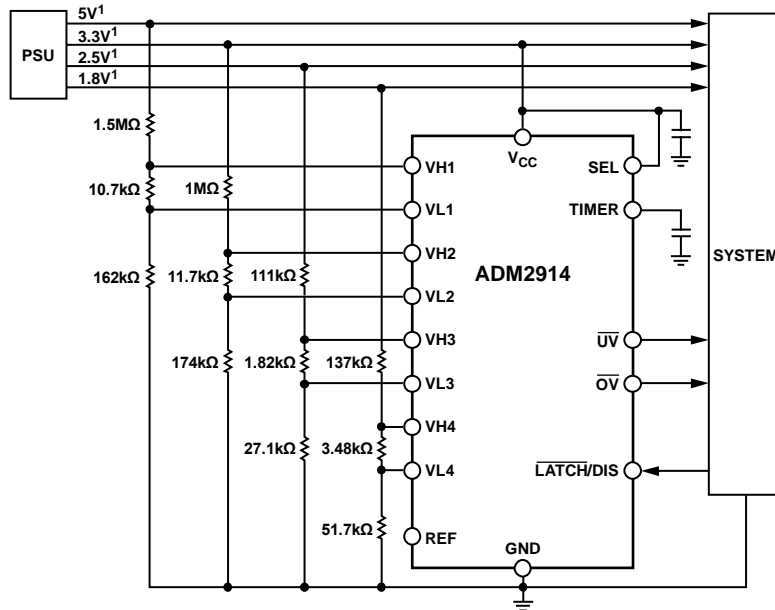 PSU
5V¹
3.3V¹
2.5V¹
1.8V¹
1.5MΩ
10.7kΩ
162kΩ
1MΩ
11.7kΩ
174kΩ
111kΩ
1.82kΩ
27.1kΩ
137kΩ
3.48kΩ
51.7kΩ
VH1
VL1
VH2
VL2
VH3
VL3
VH4
VL4
REF
VCC
ADM2914
GND
SEL
TIMER
UV
OV
LATCH/DIS
SYSTEM